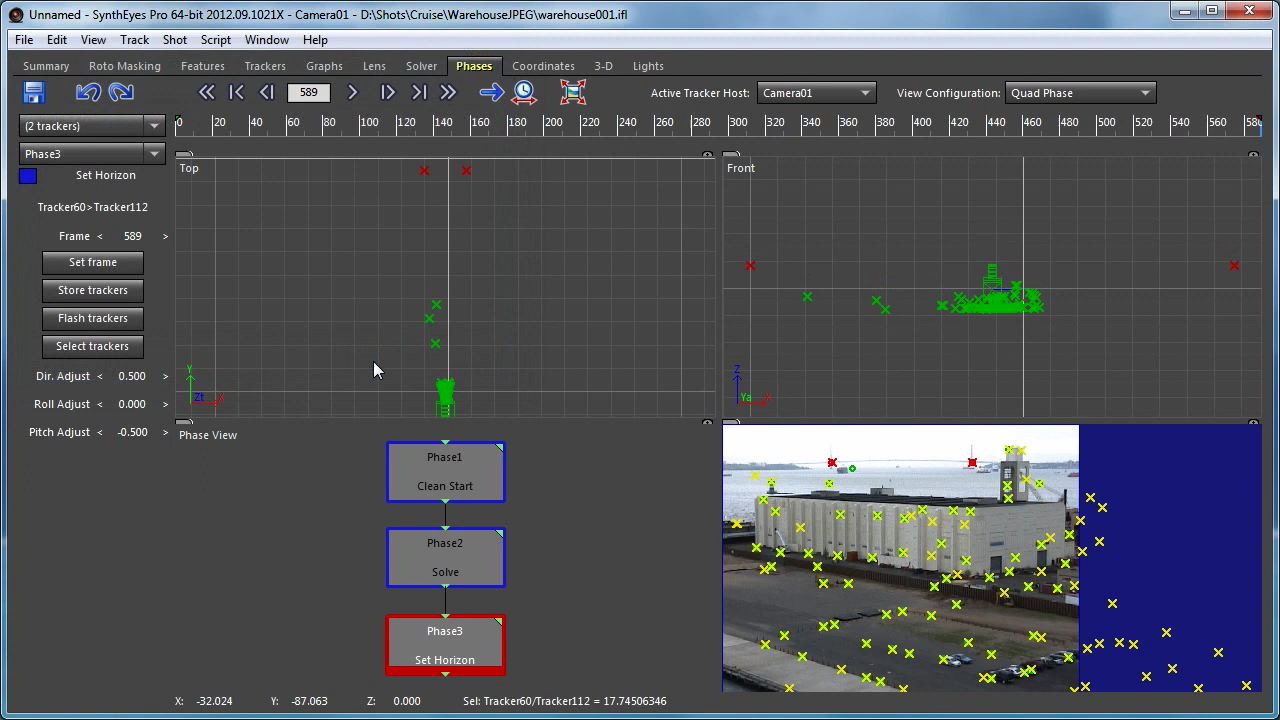 Unnamed - SynthEyes Pro 64-bit 2012.09.1021X - Camera01 - D:\Shots\Cruise\WarehouseJPEG\warehouse001.ifl
File Edit View Track Shot Script Window Help
Summary Roto Masking Features Trackers Graphs Lens Solver Phases Coordinates 3-D Lights
589 Active Tracker Host: Camera01 View Configuration: Quad Phase
(2 trackers) 0 20 40 60 80 100 120 140 160 180 200 220 240 260 280 300 320 340 360 380 400 420 440 460 480 500 520 540 560 580
Phase3
Top
Front
Set Horizon
Tracker60>Tracker112
Frame < 589 >
Set frame
Store trackers
Flash trackers
Select trackers
Dir. Adjust < 0.500 >
Y Zt X
Z Ya X
Roll Adjust < 0.000 >
Pitch Adjust < -0.500 >
Phase View
Phase1
Clean Start
Phase2
Solve
Phase3
Set Horizon
X: -32.024 Y: -87.063 Z: 0.000 Sel: Tracker60/Tracker112 = 17.74506346